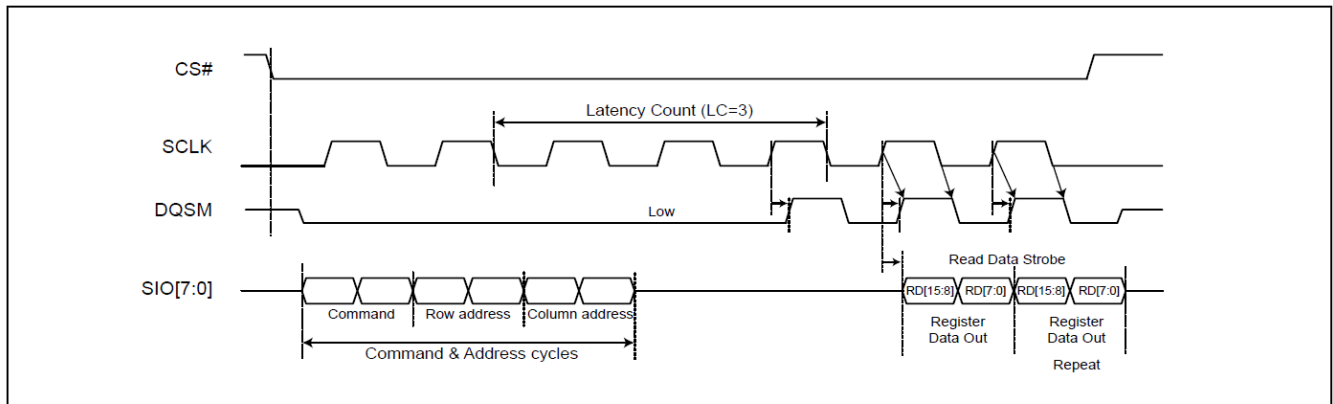 CS#
Latency Count (LC=3)
SCLK
DQSM
Low
Read Data Strobe
SIO[7:0]
RD[15:8] RD[7:0] RD[15:8] RD[7:0]
Command Row address Column address
Register Data Out
Register Data Out
Command & Address cycles
Repeat